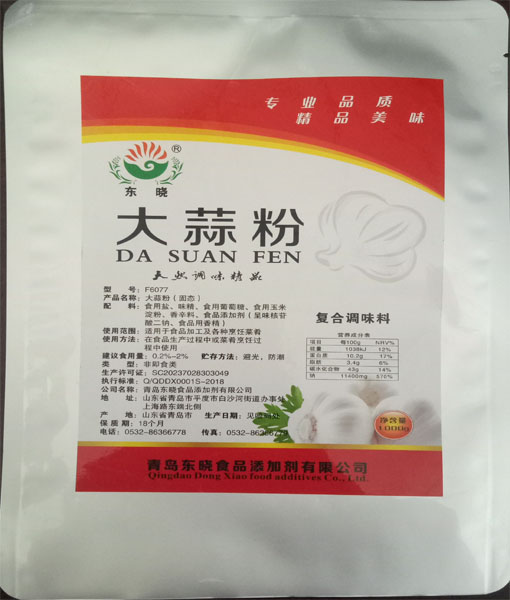 专业品质
精品美味
®
东晓
大蒜粉
DA SUAN FEN
天然调味精品
型 号：F6077
产品名称：大蒜粉（固态）
配 料：食用盐、味精、食用葡萄糖、食用玉米
淀粉、香辛料、食品添加剂（呈味核苷
酸二钠、食品用香精）
使用范围：适用于食品加工及各种烹饪菜肴
使用方法：在食品生产过程中或菜肴烹饪过
程中使用
建议食用量：0.2%-2% 贮存方法：避光，防潮
类 型：非即食类
生产许可证：SC20237028303049
执行标准：Q/QDDX0001S-2018
生产商：青岛东晓食品添加剂有限公司
地 址：山东省青岛市平度市白沙河街道办事处
上海路东端北侧
产 地：山东省青岛市 生产日期：见喷码处
保 质 期：18个月
电话：0532-86366778 传真：0532-863667
复合调味料
营养成分表
项目 每100g NRV%
能量 1038kJ 12%
蛋白质 10.2g 17%
脂肪 3.4g 6%
碳水化合物 43g 14%
钠 11400mg 570%
净含量
1000g
青岛东晓食品添加剂有限公司
Qingdao Dong Xiao food additives Co., Ltd.